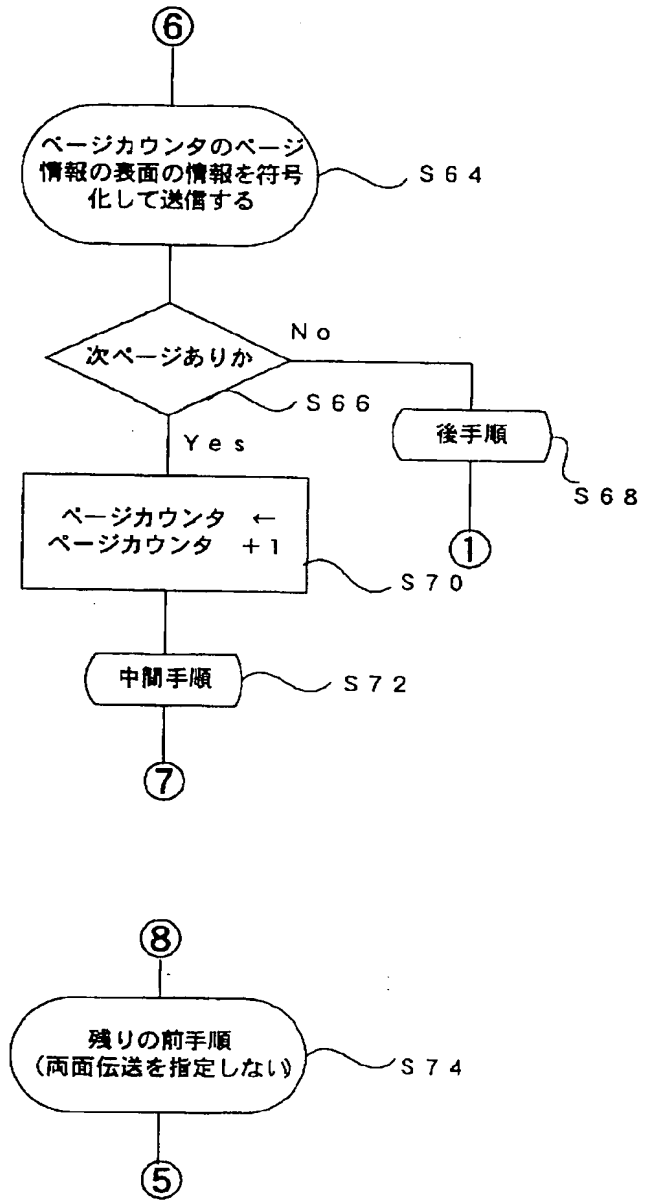 ⑥
ページカウンタのページ
情報の表面の情報を符号
化して送信する
S64
次ページありか
No
S66
Yes
後手順
S68
①
ページカウンタ ←
ページカウンタ +1
S70
中間手順
S72
⑦
⑧
残りの前手順
(両面伝送を指定しない)
S74
⑤